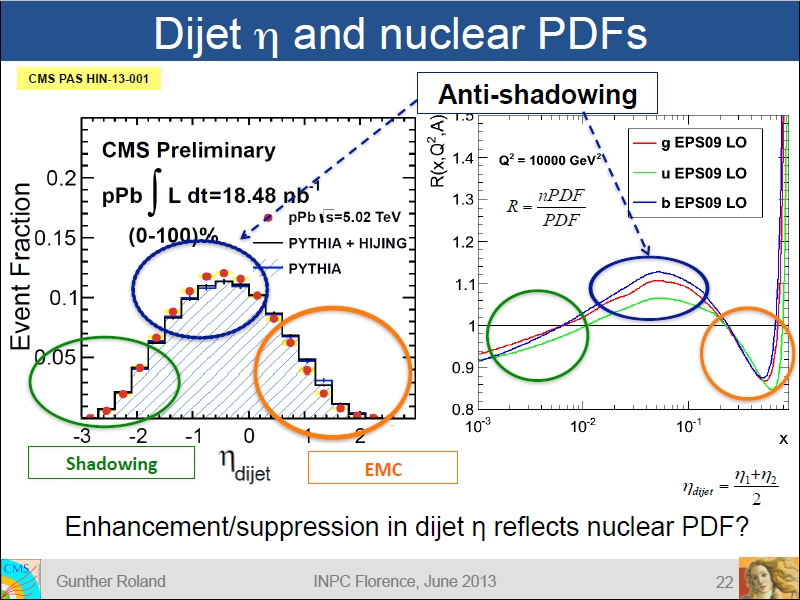 Dijet η and nuclear PDFs
CMS PAS HIN-13-001
Anti-shadowing
CMS Preliminary
pPb ∫ L dt=18.48 nb-1
(0-100)%
pPb √s=5.02 TeV
PYTHIA + HIJING
PYTHIA
Event Fraction
0.2
0.15
0.1
0.05
-3 -2 -1 0 1 2
ηdijet
Shadowing
EMC
R(x,Q2,A)
1.5
1.4
1.3
1.2
1.1
1
0.9
0.8
Q2 = 10000 GeV2
R = nPDF
PDF
g EPS09 LO
u EPS09 LO
b EPS09 LO
10-3 10-2 10-1
x
ηdijet = η1+η2
2
Enhancement/suppression in dijet η reflects nuclear PDF?
CMS
Gunther Roland INPC Florence, June 2013 22